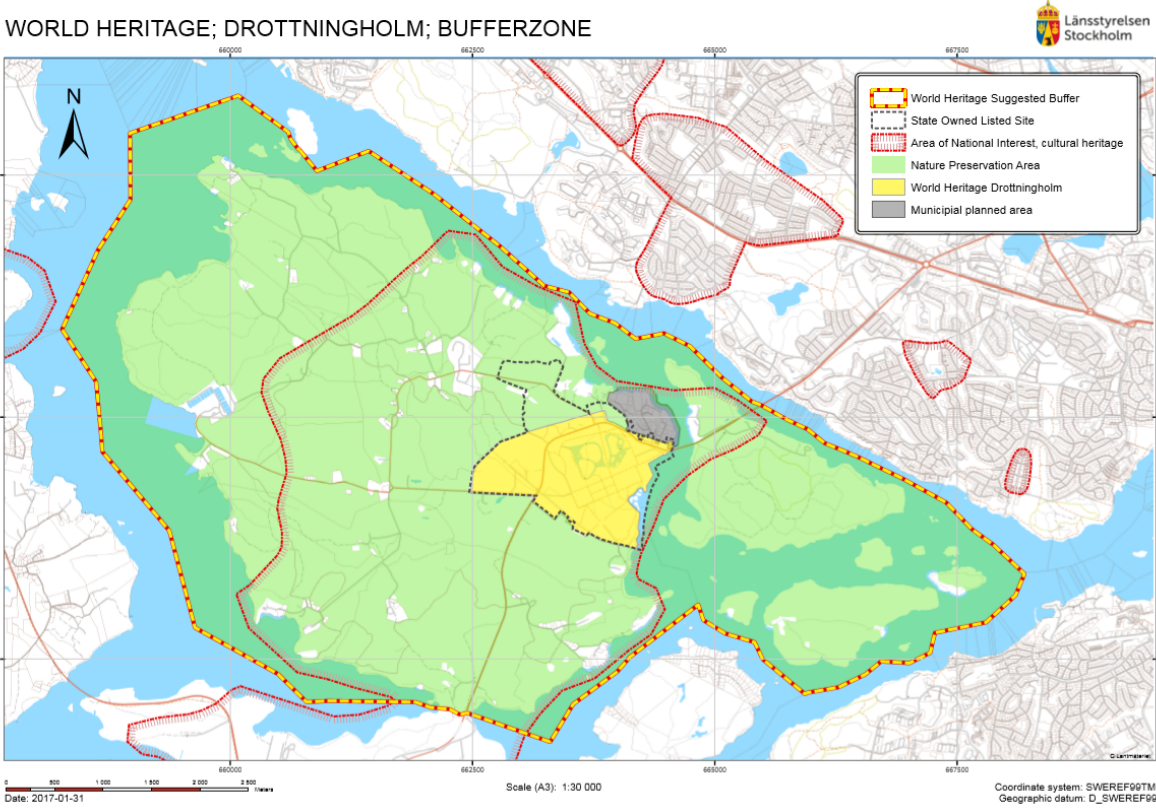 WORLD HERITAGE; DROTTNINGHOLM; BUFFERZONE
Länsstyrelsen
Stockholm
660000 662500 665000 667500
N
World Heritage Suggested Buffer
State Owned Listed Site
Area of National Interest, cultural heritage
Nature Preservation Area
World Heritage Drottningholm
Municipial planned area
© Lantmäteriet
660000 662500 665000 667500
0 500 1 000 1 500 2 000 2 500
Meters
Date: 2017-01-31
Scale (A3): 1:30 000
Coordinate system: SWEREF99TM
Geographic datum: D_SWEREF99